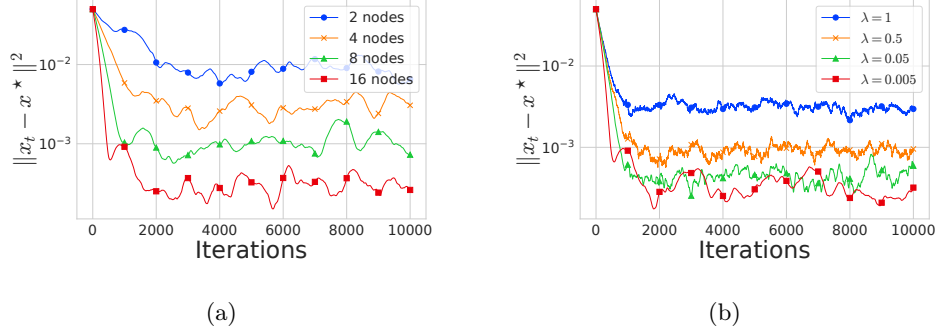 2 nodes
4 nodes
8 nodes
16 nodes
10⁻²
10⁻³
‖x_t − x^⋆‖²
0 2000 4000 6000 8000 10000
Iterations
(a)
λ = 1
λ = 0.5
λ = 0.05
λ = 0.005
10⁻²
10⁻³
‖x_t − x^⋆‖²
0 2000 4000 6000 8000 10000
Iterations
(b)